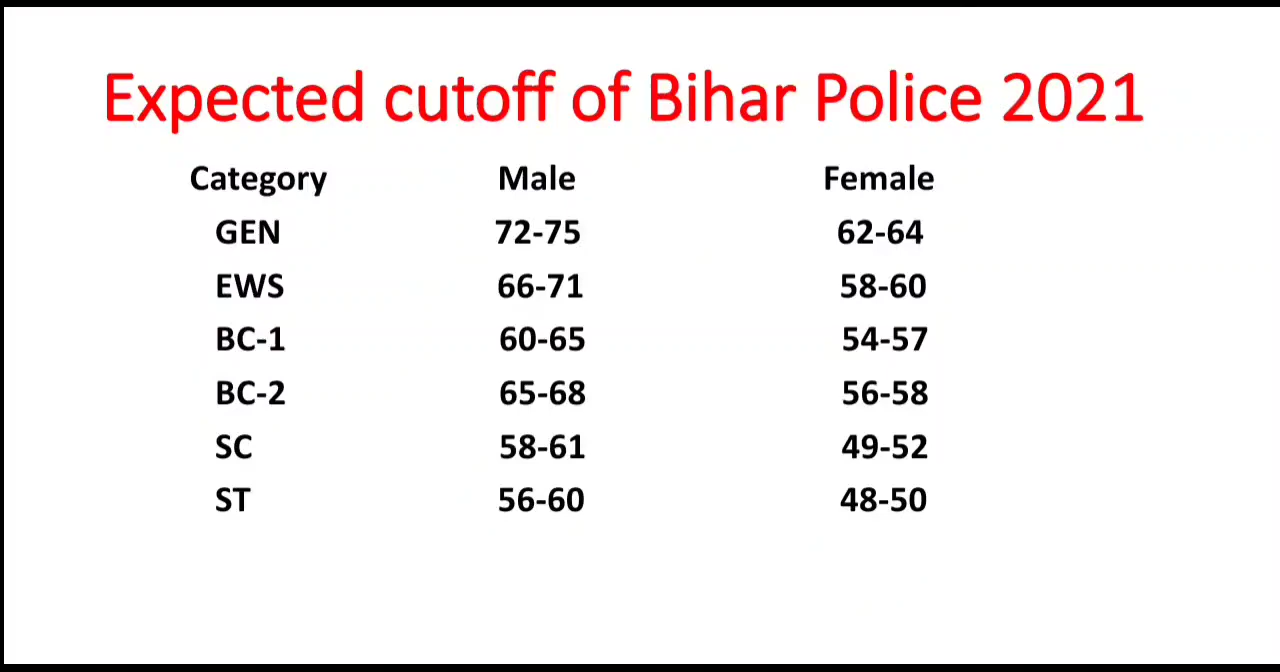 Expected cutoff of Bihar Police 2021
Category Male Female
GEN 72-75 62-64
EWS 66-71 58-60
BC-1 60-65 54-57
BC-2 65-68 56-58
SC 58-61 49-52
ST 56-60 48-50